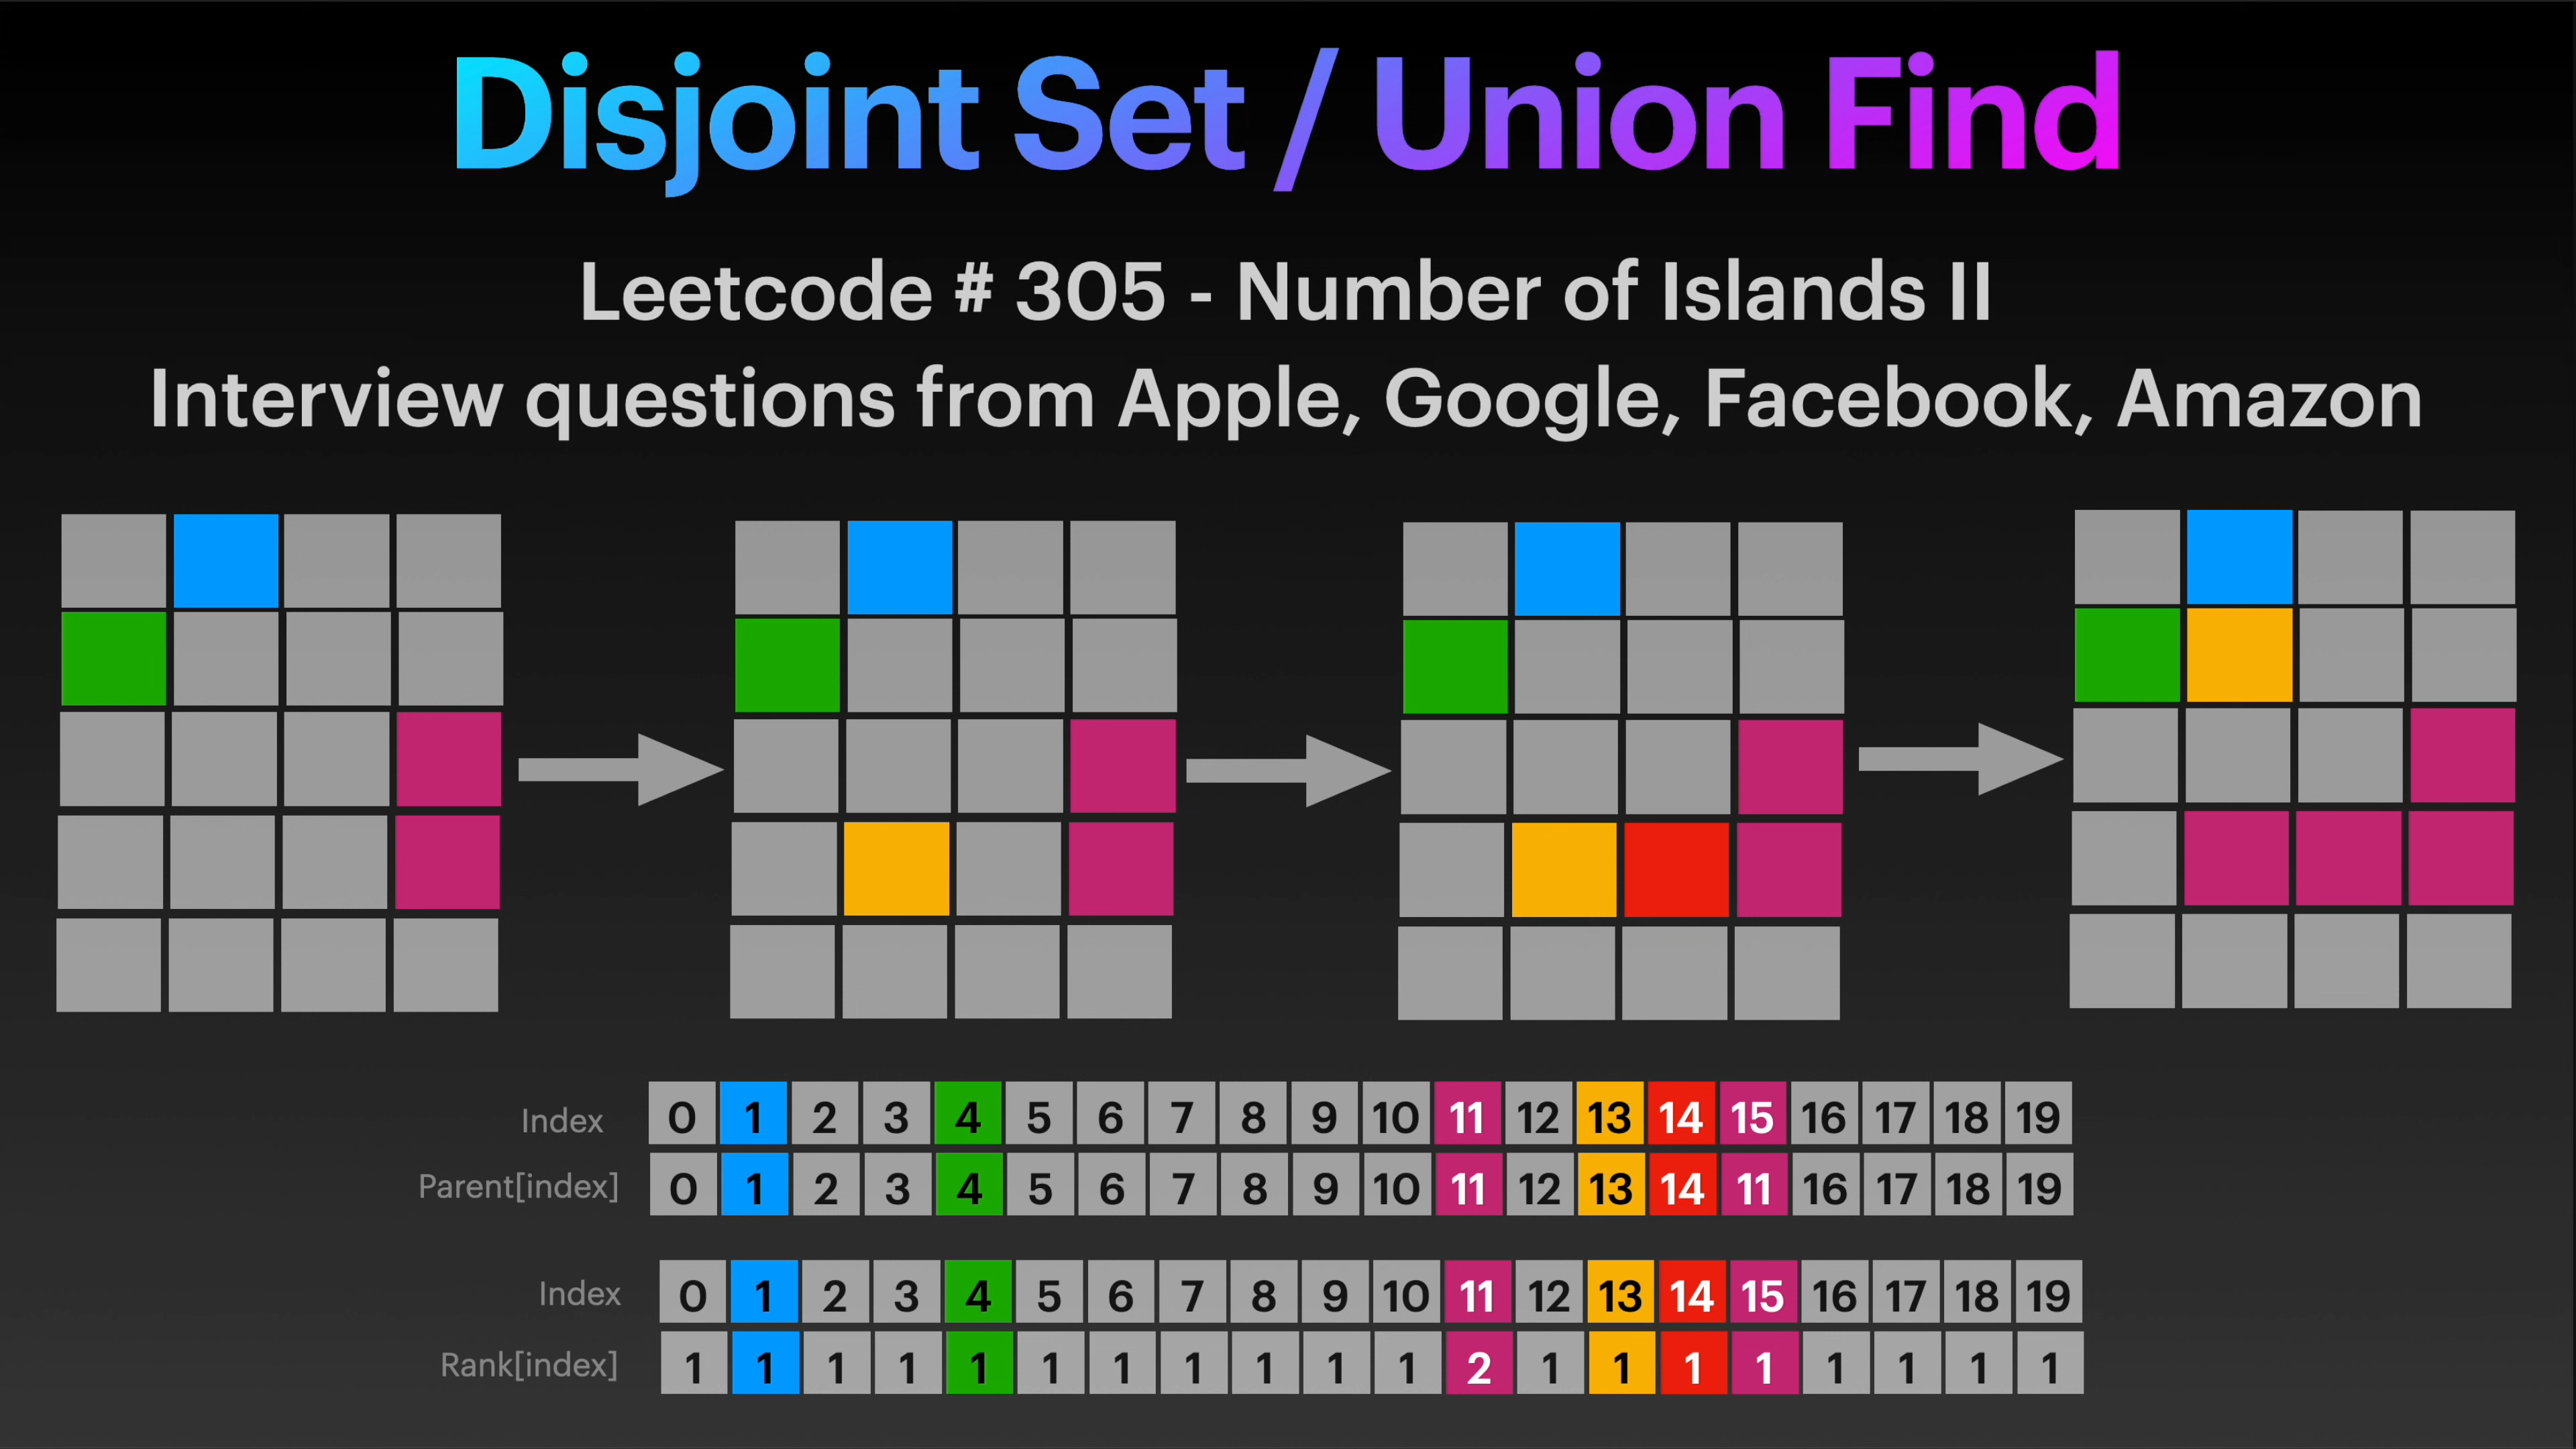 Disjoint Set / Union Find
Leetcode # 305 - Number of Islands II
Interview questions from Apple, Google, Facebook, Amazon
Index 0 1 2 3 4 5 6 7 8 9 10 11 12 13 14 15 16 17 18 19
Parent[index] 0 1 2 3 4 5 6 7 8 9 10 11 12 13 14 11 16 17 18 19
Index 0 1 2 3 4 5 6 7 8 9 10 11 12 13 14 15 16 17 18 19
Rank[index] 1 1 1 1 1 1 1 1 1 1 1 2 1 1 1 1 1 1 1 1